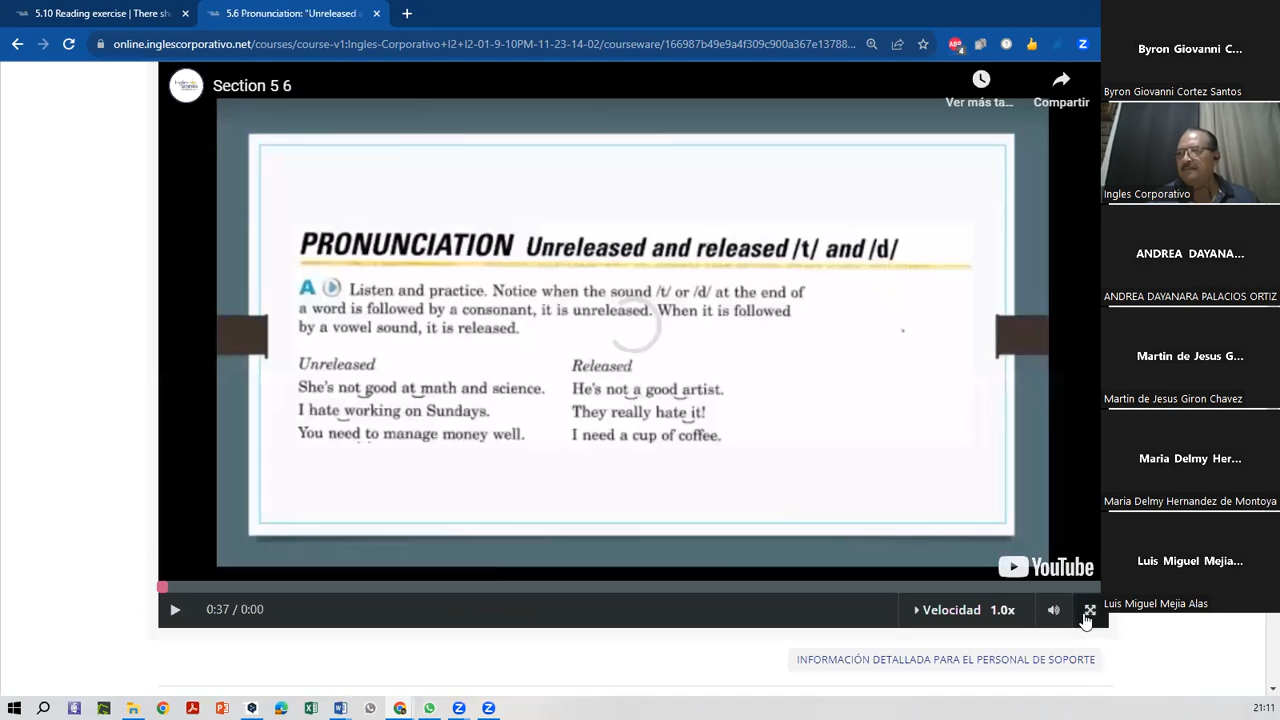 5.10 Reading exercise | There sh
5.6 Pronunciation: "Unreleased a
online.inglescorporativo.net/courses/course-v1:Ingles-Corporativo+I2+I2-01-9-10PM-11-23-14-02/courseware/166987b49e9a4f309c900a367e13788...
Section 5 6
Ver más ta...
Compartir
PRONUNCIATION Unreleased and released /t/ and /d/
A Listen and practice. Notice when the sound /t/ or /d/ at the end of
a word is followed by a consonant, it is unreleased. When it is followed
by a vowel sound, it is released.
Unreleased
She's not good at math and science.
I hate working on Sundays.
You need to manage money well.
Released
He's not a good artist.
They really hate it!
I need a cup of coffee.
YouTube
0:37 / 0:00
Velocidad 1.0x
INFORMACIÓN DETALLADA PARA EL PERSONAL DE SOPORTE
Byron Giovanni C...
Byron Giovanni Cortez Santos
Ingles Corporativo
ANDREA DAYANA...
ANDREA DAYANARA PALACIOS ORTIZ
Martin de Jesus G...
Martin de Jesus Giron Chavez
Maria Delmy Her...
Maria Delmy Hernandez de Montoya
Luis Miguel Mejia...
Luis Miguel Mejia Alas
21:11